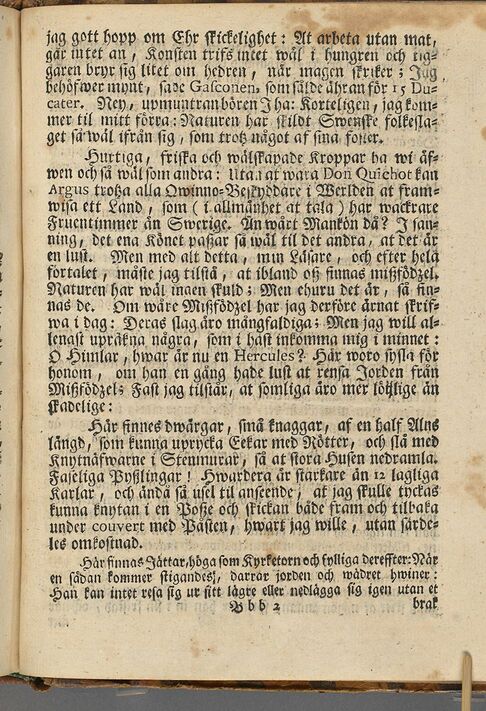 jag gott hopp om Ehr skickelighet: At arbeta utan mat,
går intet an, Konsten trifs intet wäl i hungren och tig-
garen bryr sig litet om hedren, när magen skriker; Jag
behöfwer mynt, sade Gasconen, som sålde ähran för 15 Du-
cater. Ney, upmuntran hören I ha: Korteligen, jag kom-
mer til mitt förra: Naturen har skildt Swenske folkesla-
get så wäl ifrån sig, som trotz något af sina foster.
Hurtiga, friska och wälskapade Kroppar ha wi äf-
wen och så wäl som andra: Utan at wara Don Quichot kan
Argus trotza alla Qwinno-Beskyddare i Werlden at fram-
wisa ett Land, som (i allmänhet at tala) har wackrare
Fruentimmer än Swerige. Än wårt Mankön då? I san-
ning, det ena Könet paßar så wäl til det andra, at det är
en lust. Men med alt detta, min Läsare, och efter hela
förtalet, måste jag tilstå, at ibland oß finnas mißfödzel.
Naturen har wäl ingen skuld; Men ehuru det är, så fin-
nas de. Om wåre Mißfödzel har jag derföre ärnat skrif-
wa i dag: Deras slag äro mångfaldiga; Men jag will al-
lenast upräkna några, som i hast inkomma mig i minnet:
O Himlar, hwar är nu en Hercules? Här woro sysla för
honom, om han en gång hade lust at rensa Jorden från
Mißfödzel; Fast jag tilstår, at somliga äro mer löjlige än
skadelige:
Här finnes dwärgar, små knaggar, af en half Alns
längd, som kunna uprycka Eekar med Rötter, och slå med
Knytnäfwarne i Stenmurar, så at stora Husen nedramla.
Faseliga Pyßlingar! Hwardera är starkare än 12 lagliga
Karlar, och ändå så usel til anseende, at jag skulle tyckas
kunna knytan i en Poße och skickan både fram och tilbaka
under couvert med Påsten, hwart jag wille, utan särde-
les omkostnad.
Här finnas Jättar, höga som Kyrketorn och fylliga dereffter: När
en sådan kommer stigandes, darrar jorden och wädret hwiner:
Han kan intet resa sig ur sitt lägre eller nedlägga sig igen utan et
Bbb 2 brak